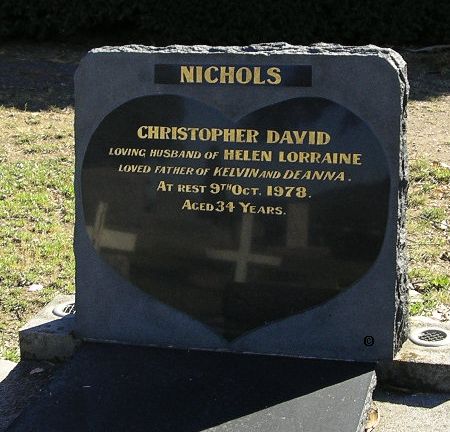 NICHOLS
CHRISTOPHER DAVID
LOVING HUSBAND OF HELEN LORRAINE
LOVED FATHER OF KELVIN AND DEANNA.
AT REST 9TH OCT. 1978.
AGED 34 YEARS.